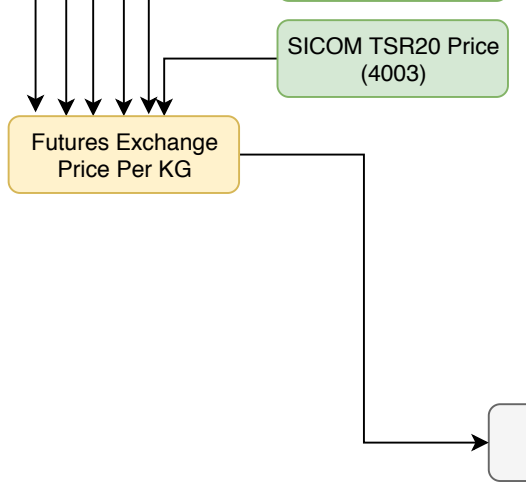 SICOM TSR20 Price
(4003)
Futures Exchange
Price Per KG